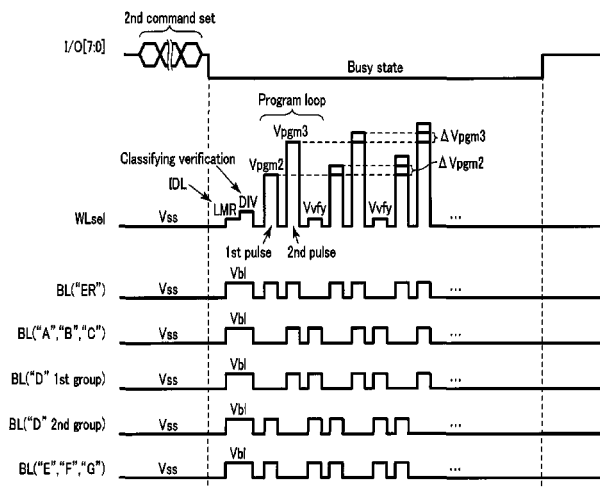 2nd command set
I/O[7:0]
Busy state
Program loop
Vpgm3
Δ Vpgm3
Classifying verification
Vpgm2
Δ Vpgm2
IDL
LMR
DIV
Vvfy
Vvfy
WLsel
Vss
...
1st pulse
2nd pulse
BL("ER")
Vss
Vbl
...
BL("A","B","C")
Vss
Vbl
...
BL("D" 1st group)
Vss
Vbl
...
BL("D" 2nd group)
Vss
Vbl
...
BL("E","F","G")
Vss
Vbl
...